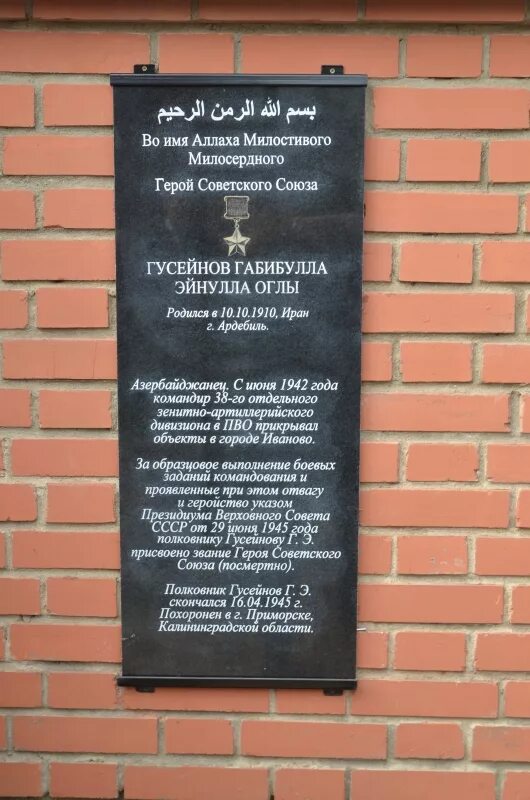 بسم الله الرمن الرحيم
Во имя Аллаха Милостивого
Милосердного
Герой Советского Союза
ГУСЕЙНОВ ГАБИБУЛЛА
ЭЙНУЛЛА ОГЛЫ
Родился в 10.10.1910, Иран
г. Ардебиль.
Азербайджанец. С июня 1942 года
командир 38-го отдельного
зенитно-артиллерийского
дивизиона в ПВО прикрывал
объекты в городе Иваново.
За образцовое выполнение боевых
заданий командования и
проявленные при этом отвагу
и геройство указом
Президиума Верховного Совета
СССР от 29 июня 1945 года
полковнику Гусейнову Г. Э.
присвоено звание Героя Советского
Союза (посмертно).
Полковник Гусейнов Г. Э.
скончался 16.04.1945 г.
Похоронен в г. Приморске,
Калининградской области.